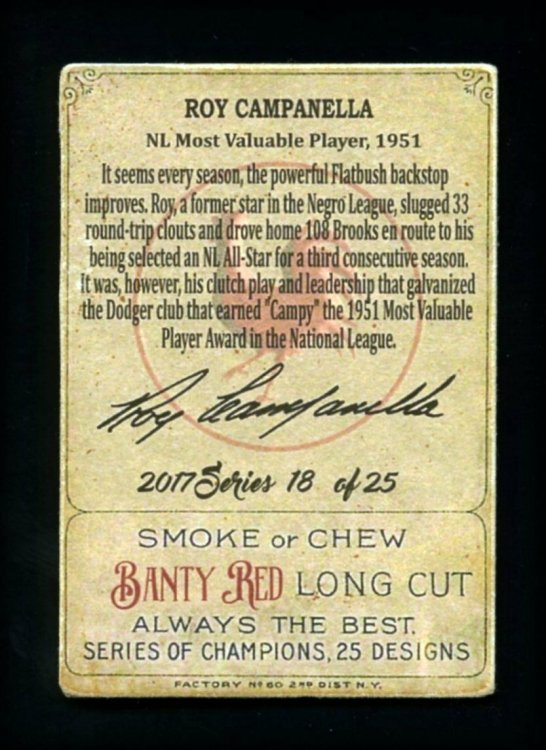 ROY CAMPANELLA
NL Most Valuable Player, 1951
It seems every season, the powerful Flatbush backstop
improves. Roy, a former star in the Negro League, slugged 33
round-trip clouts and drove home 108 Brooks en route to his
being selected an NL All-Star for a third consecutive season.
It was, however, his clutch play and leadership that galvanized
the Dodger club that earned "Campy" the 1951 Most Valuable
Player Award in the National League.
Roy Campanella
2017 Series 18 of 25
SMOKE or CHEW
BANTY RED LONG CUT
ALWAYS THE BEST.
SERIES OF CHAMPIONS, 25 DESIGNS
FACTORY Nº 60 2ND DIST N.Y.